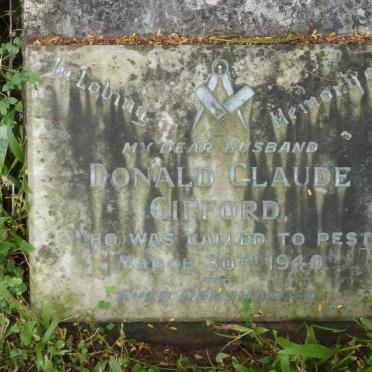 In Loving Memory
MY DEAR HUSBAND
DONALD CLAUDE
GIFFORD,
WHO WAS CALLED TO REST
MARCH 30TH 1940
EVER REMEMBERED